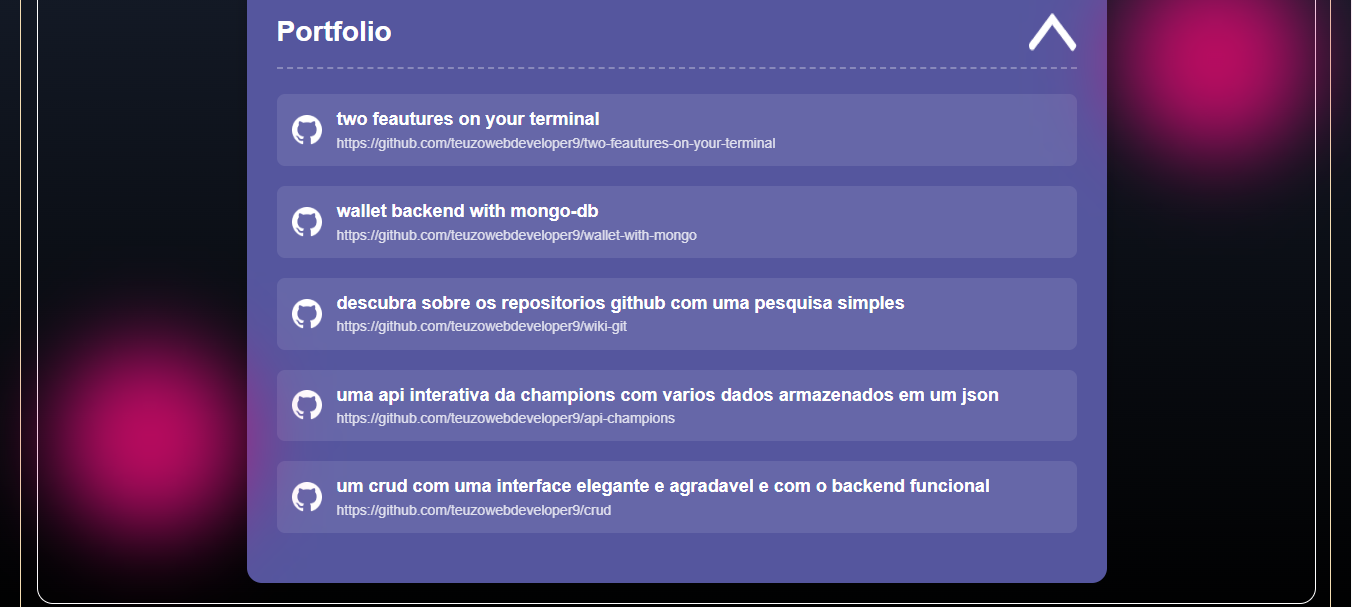 Portfolio
two feautures on your terminal
https://github.com/teuzowebdeveloper9/two-feautures-on-your-terminal
wallet backend with mongo-db
https://github.com/teuzowebdeveloper9/wallet-with-mongo
descubra sobre os repositorios github com uma pesquisa simples
https://github.com/teuzowebdeveloper9/wiki-git
uma api interativa da champions com varios dados armazenados em um json
https://github.com/teuzowebdeveloper9/api-champions
um crud com uma interface elegante e agradavel e com o backend funcional
https://github.com/teuzowebdeveloper9/crud